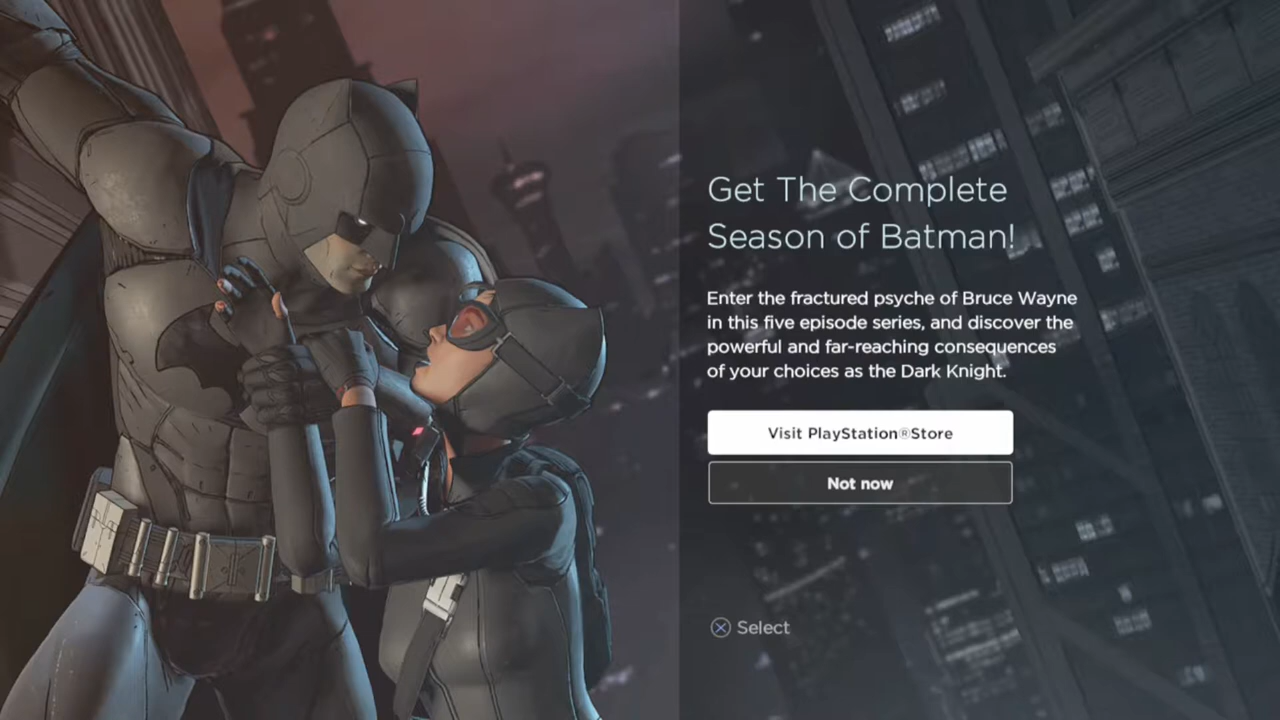 Get The Complete
Season of Batman!
Enter the fractured psyche of Bruce Wayne
in this five episode series, and discover the
powerful and far-reaching consequences
of your choices as the Dark Knight.
Visit PlayStation®Store
Not now
Select